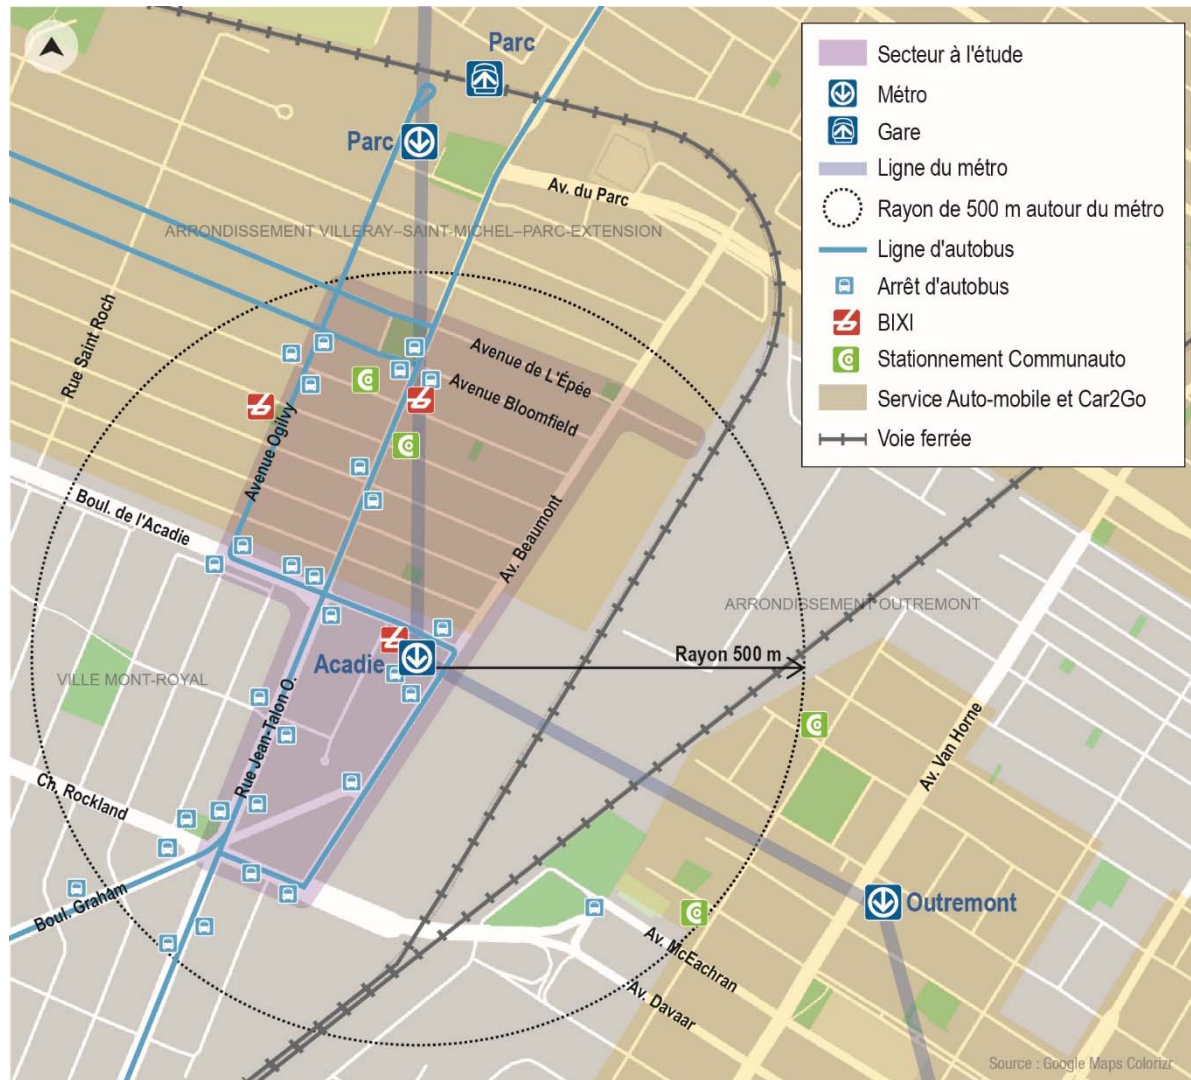 Parc
Parc
Av. du Parc
ARRONDISSEMENT VILLERAY–SAINT-MICHEL–PARC-EXTENSION
Rue Saint Roch
Avenue de L'Épée
Avenue Bloomfield
Avenue Ogilvy
Boul. de l'Acadie
Av. Beaumont
ARRONDISSEMENT OUTREMONT
Rayon 500 m
Acadie
VILLE MONT-ROYAL
Rue Jean-Talon O.
Av. Van Horne
Ch. Rockland
Boul. Graham
Outremont
Av. McEachran
Av. Davaar
Secteur à l'étude
Métro
Gare
Ligne du métro
Rayon de 500 m autour du métro
Ligne d'autobus
Arrêt d'autobus
BIXI
Stationnement Communauto
Service Auto-mobile et Car2Go
Voie ferrée
Source : Google Maps Colorizr